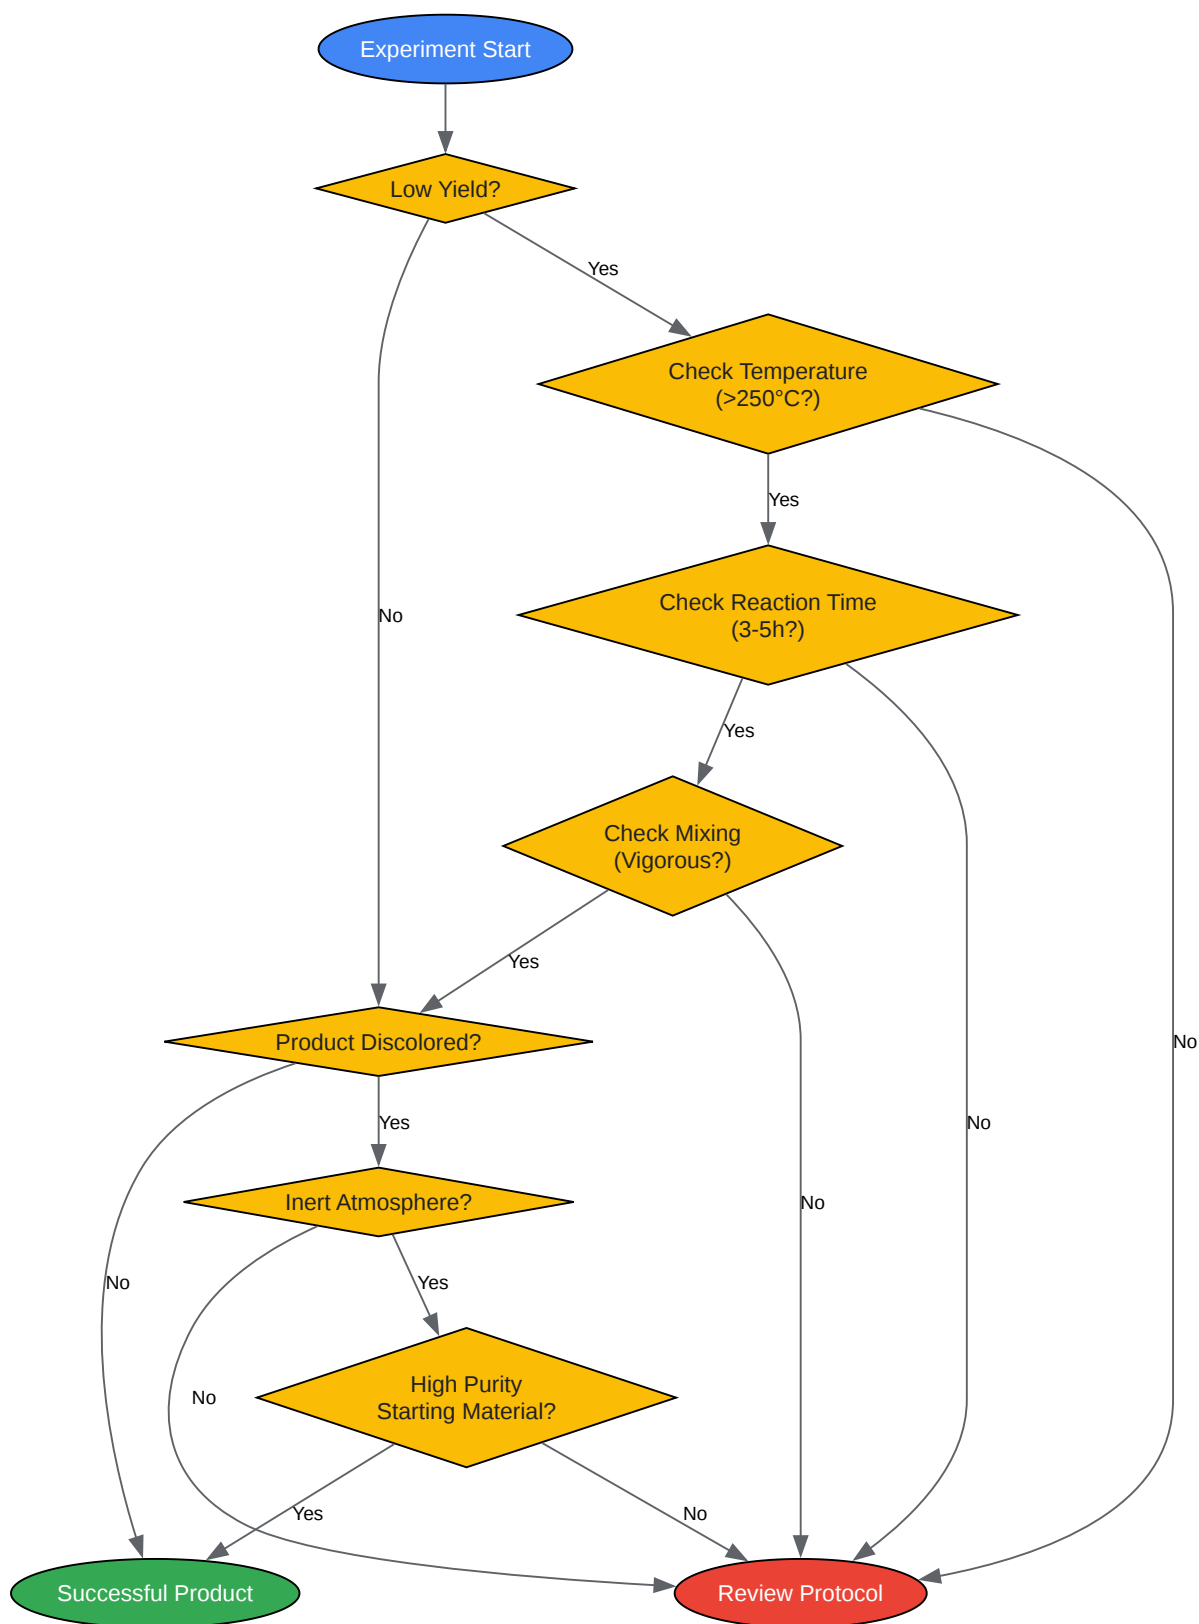 Experiment Start
Low Yield?
Yes
Check Temperature
(>250°C?)
Yes
Check Reaction Time
(3-5h?)
No
Yes
Check Mixing
(Vigorous?)
Yes
Product Discolored?
No
Yes
No
Inert Atmosphere?
No
No
Yes
High Purity
Starting Material?
No
Yes
No
Successful Product
Review Protocol